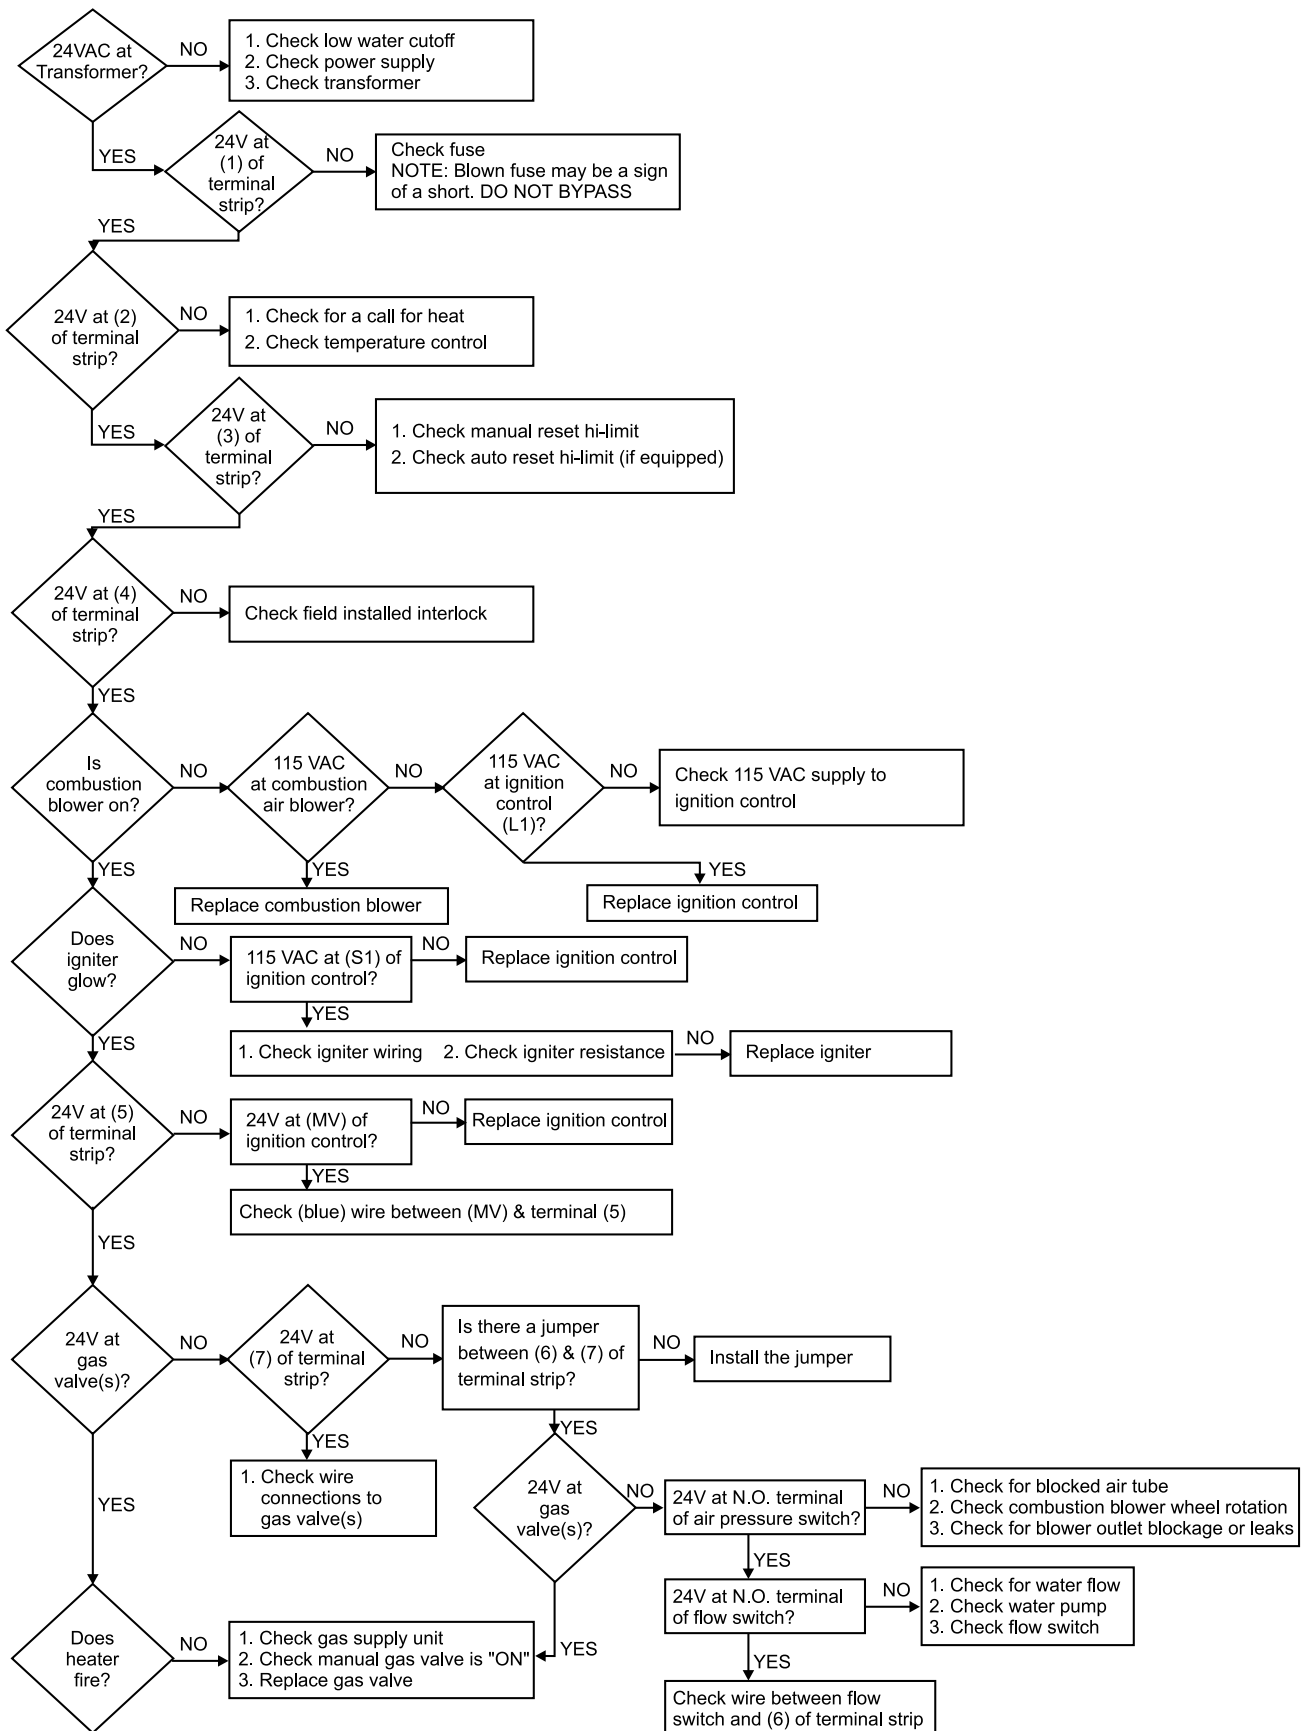 24VAC at
Transformer?
NO
1. Check low water cutoff
2. Check power supply
3. Check transformer
YES
24V at
(1) of
terminal
strip?
NO
Check fuse
NOTE: Blown fuse may be a sign
of a short. DO NOT BYPASS
YES
24V at (2)
of terminal
strip?
NO
1. Check for a call for heat
2. Check temperature control
YES
24V at
(3) of
terminal
strip?
NO
1. Check manual reset hi-limit
2. Check auto reset hi-limit (if equipped)
YES
24V at (4)
of terminal
strip?
NO
Check field installed interlock
YES
Is
combustion
blower on?
NO
115 VAC
at combustion
air blower?
NO
115 VAC
at ignition
control
(L1)?
NO
Check 115 VAC supply to
ignition control
YES
YES
YES
Replace combustion blower
Replace ignition control
Does
igniter
glow?
NO
115 VAC at (S1) of
ignition control?
NO
Replace ignition control
YES
YES
1. Check igniter wiring 2. Check igniter resistance
NO
Replace igniter
24V at (5)
of terminal
strip?
NO
24V at (MV) of
ignition control?
NO
Replace ignition control
YES
Check (blue) wire between (MV) & terminal (5)
YES
24V at
gas
valve(s)?
NO
24V at
(7) of terminal
strip?
NO
Is there a jumper
between (6) & (7) of
terminal strip?
NO
Install the jumper
YES
YES
1. Check wire
connections to
gas valve(s)
YES
24V at
gas
valve(s)?
NO
24V at N.O. terminal
of air pressure switch?
NO
1. Check for blocked air tube
2. Check combustion blower wheel rotation
3. Check for blower outlet blockage or leaks
YES
24V at N.O. terminal
of flow switch?
NO
1. Check for water flow
2. Check water pump
3. Check flow switch
YES
Check wire between flow
switch and (6) of terminal strip
YES
Does
heater
fire?
NO
1. Check gas supply unit
2. Check manual gas valve is "ON"
3. Replace gas valve